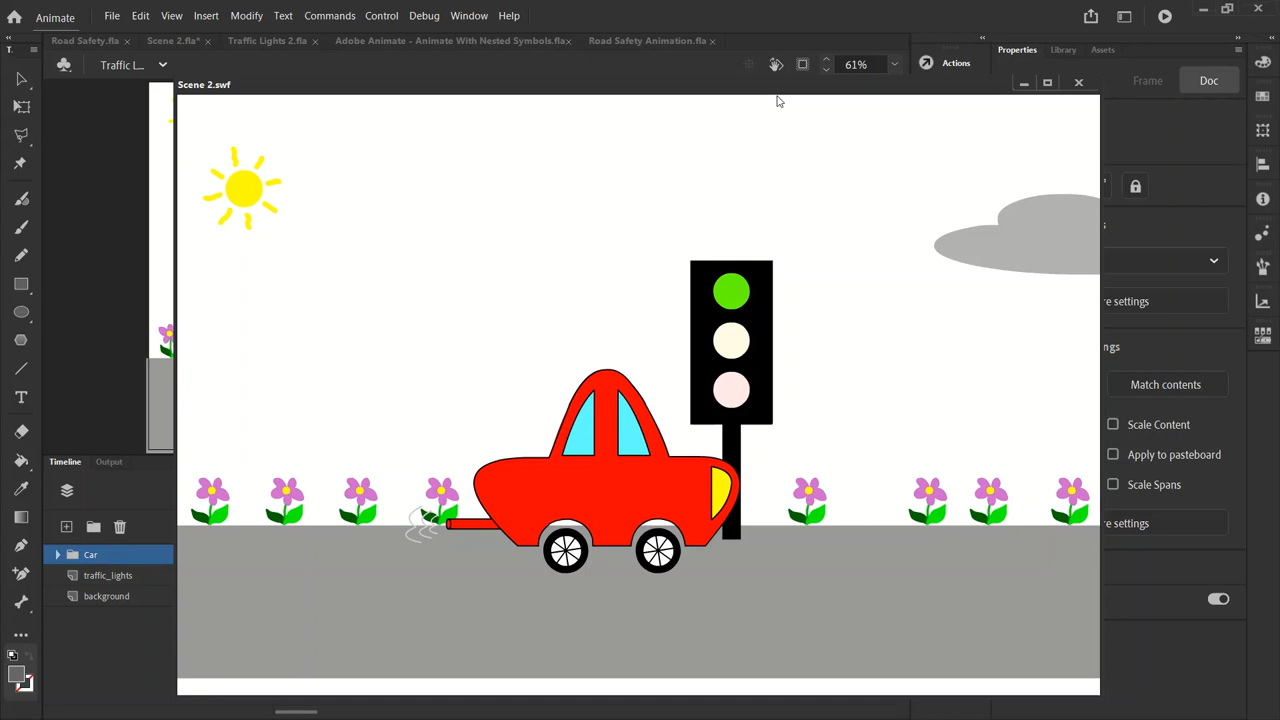 Animate File Edit View Insert Modify Text Commands Control Debug Window Help
Road Safety.fla × Scene 2.fla* × Traffic Lights 2.fla × Adobe Animate - Animate With Nested Symbols.fla× Road Safety Animation.fla ×
T.
Traffic L... 61% Actions
Properties Library Assets
Frame Doc
Scene 2.swf
s
re settings
ngs
Match contents
Scale Content
Apply to pasteboard
Scale Spans
re settings
Timeline Output
Car
traffic_lights
background